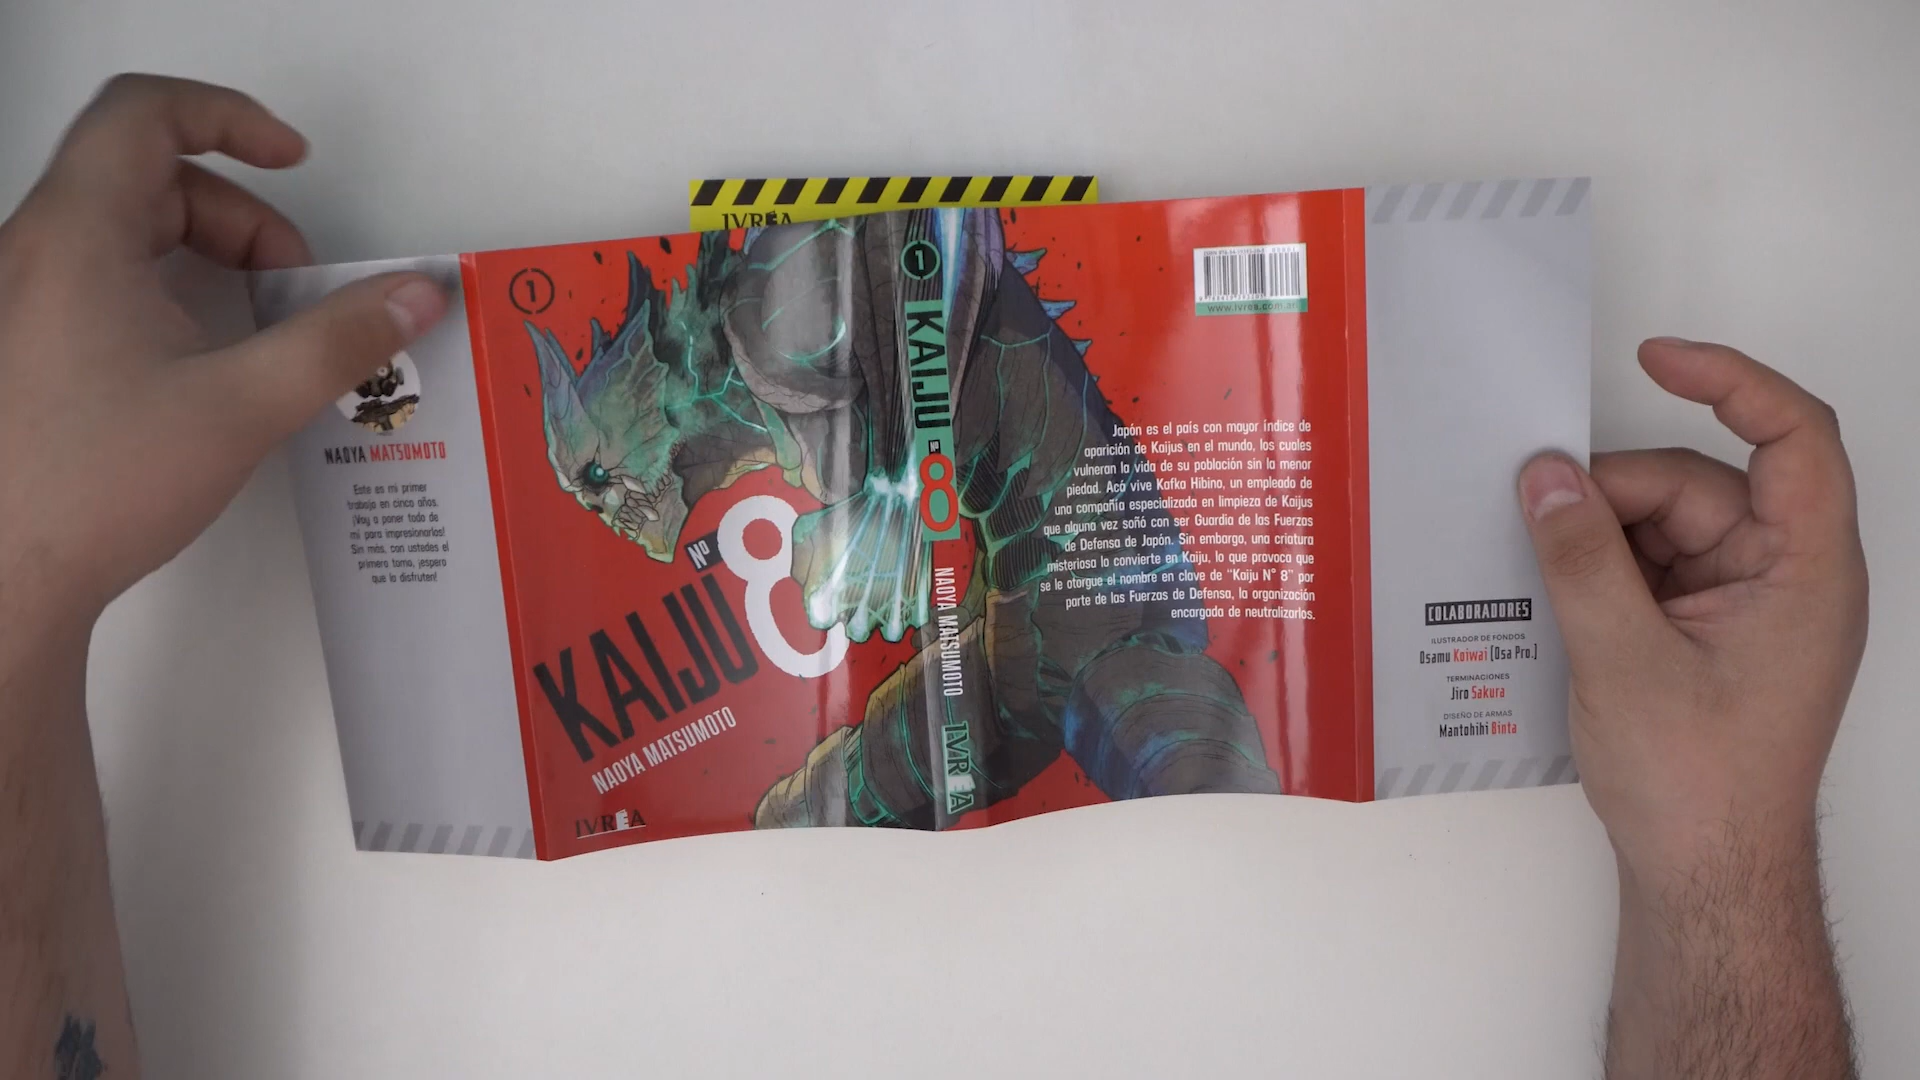 IVREA
NAOYA MATSUMOTO
Este es mi primer
trabajo en cinco años.
¡Voy a poner todo de
mí para impresionarlos!
Sin más, con ustedes el
primero tomo, ¡espero
que lo disfruten!
1
Nº
8
KAIJU
NAOYA MATSUMOTO
IVREA
1
KAIJU
Nº
8
NAOYA MATSUMOTO
IVREA
www.ivrea.com.ar
Japón es el país con mayor índice de
aparición de Kaijus en el mundo, los cuales
vulneran la vida de su población sin la menor
piedad. Acá vive Kafka Hibino, un empleado de
una compañía especializada en limpieza de Kaijus
que alguna vez soñó con ser Guardia de las Fuerzas
de Defensa de Japón. Sin embargo, una criatura
misteriosa lo convierte en Kaiju, lo que provoca que
se le otorgue el nombre en clave de “Kaiju N° 8” por
parte de las Fuerzas de Defensa, la organización
encargada de neutralizarlos.
COLABORADORES
ILUSTRADOR DE FONDOS
Osamu Koiwai [Osa Pro.]
TERMINACIONES
Jiro Sakura
DISEÑO DE ARMAS
Mantohihi Binta